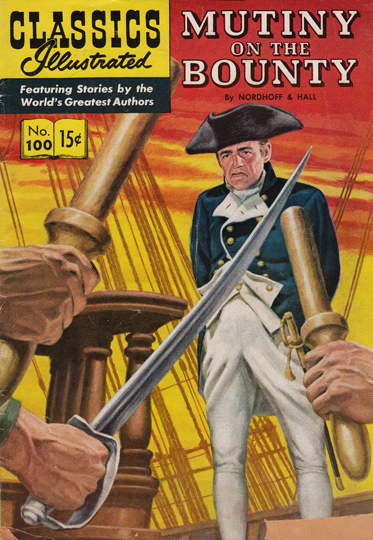 CLASSICS
Illustrated
Featuring Stories by the
World's Greatest Authors
No.
100
15¢
MUTINY
ON THE
BOUNTY
By NORDHOFF & HALL